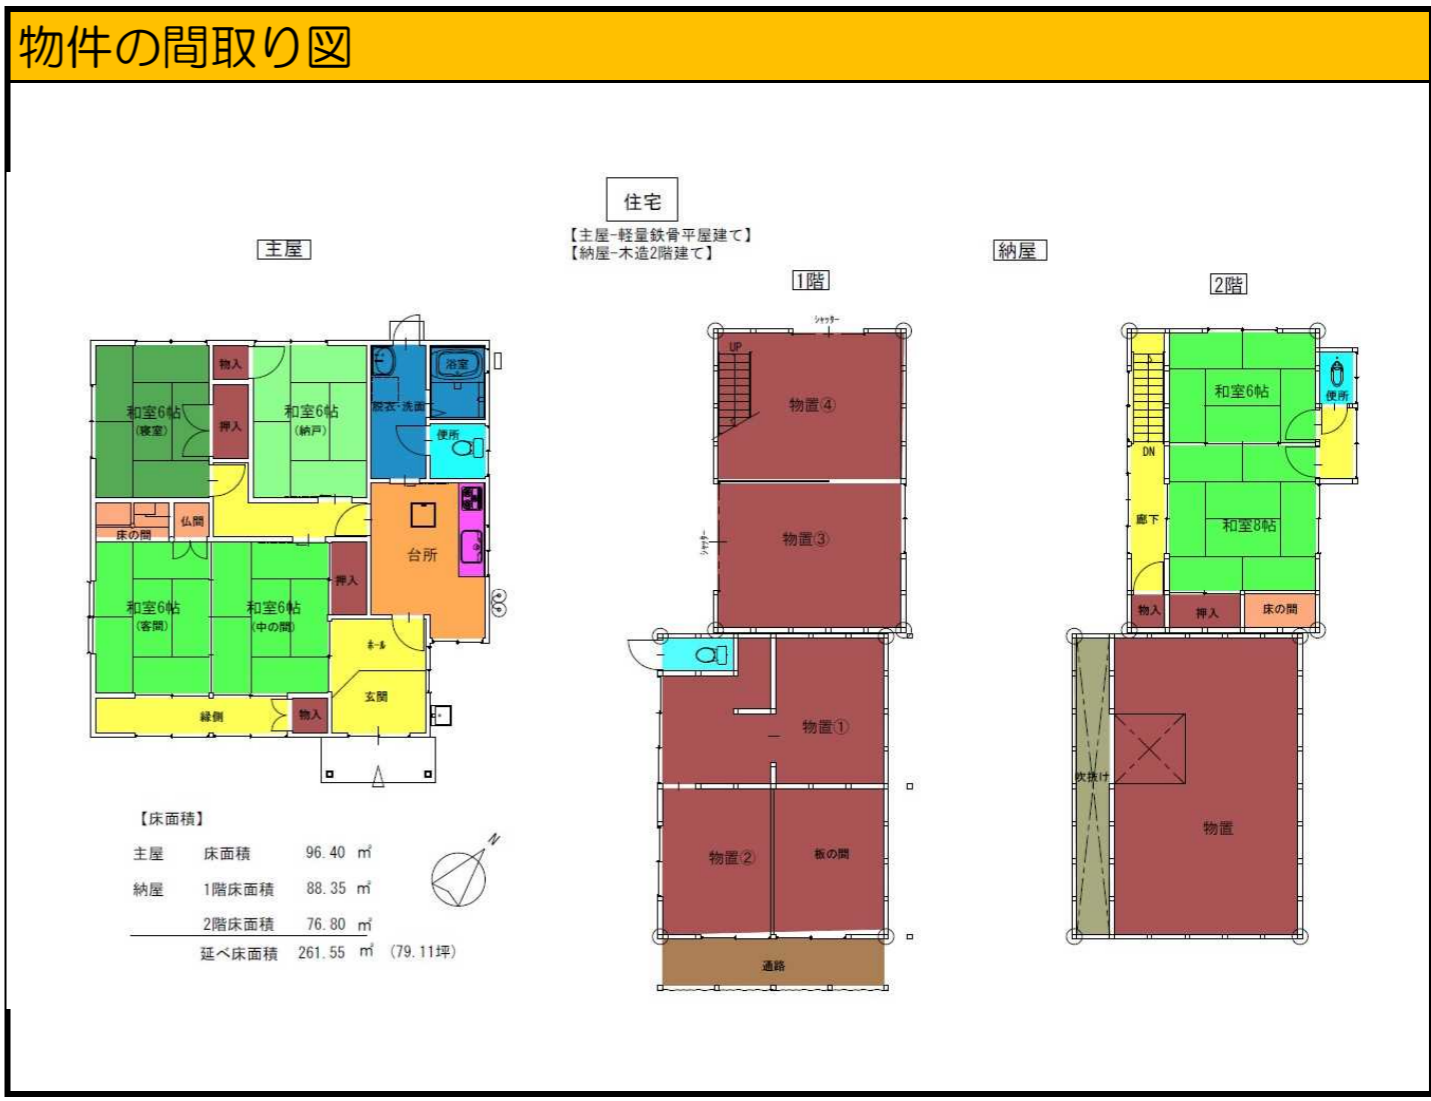 物件の間取り図
住宅
【主屋-軽量鉄骨平屋建て】
【納屋-木造2階建て】
主屋
納屋
1階
2階
物入
和室6帖
(寝室)
押入
和室6帖
(納戸)
脱衣・洗面
浴室
便所
床の間
仏間
台所
押入
和室6帖
(客間)
和室6帖
(中の間)
ホール
玄関
縁側
物入
シャッター
UP
物置④
シャッター
物置③
物置①
物置②
板の間
通路
和室6帖
便所
DN
廊下
和室8帖
物入
押入
床の間
吹抜け
物置
【床面積】
主屋 床面積 96.40 ㎡
納屋 1階床面積 88.35 ㎡
2階床面積 76.80 ㎡
延べ床面積 261.55 ㎡ (79.11坪)
N